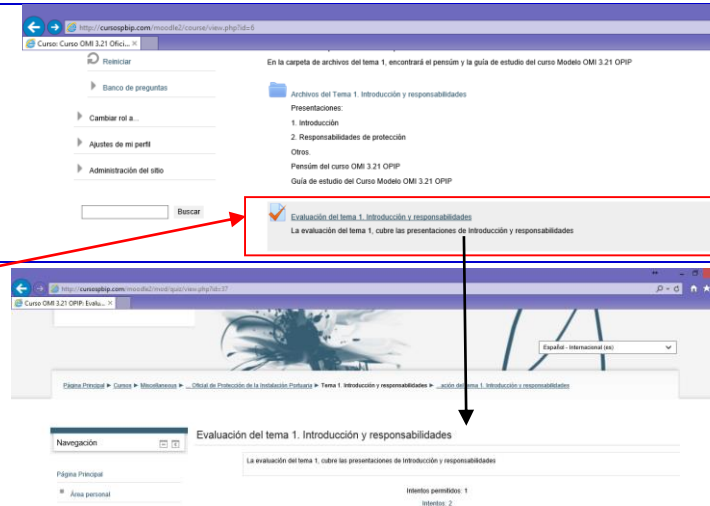 http://cursospbip.com/moodle2/course/view.php?id=6
Curso: Curso OMI 3.21 Ofici...
Reiniciar
En la carpeta de archivos del tema 1, encontrará el pensúm y la guía de estudio del curso Modelo OMI 3.21 OPIP
Banco de preguntas
Archivos del Tema 1. Introducción y responsabilidades
Presentaciones:
Cambiar rol a...
1. Introducción
2. Responsabilidades de protección
Ajustes de mi perfil
Otros.
Pensúm del curso OMI 3.21 OPIP
Administración del sitio
Guía de estudio del Curso Modelo OMI 3.21 OPIP
Buscar
Evaluación del tema 1. Introducción y responsabilidades
La evaluación del tema 1, cubre las presentaciones de Introducción y responsabilidades
http://cursospbip.com/moodle2/mod/quiz/view.php?id=37
Curso OMI 3.21 OPIP: Evalu...
Español - Internacional (es)
Página Principal ► Cursos ► Miscellaneous ► ...Oficial de Protección de la Instalación Portuaria ► Tema 1. Introducción y responsabilidades ► ...ación del tema 1. Introducción y responsabilidades
Navegación
Evaluación del tema 1. Introducción y responsabilidades
La evaluación del tema 1, cubre las presentaciones de Introducción y responsabilidades
Página Principal
Área personal
Intentos permitidos: 1
Intentos: 2